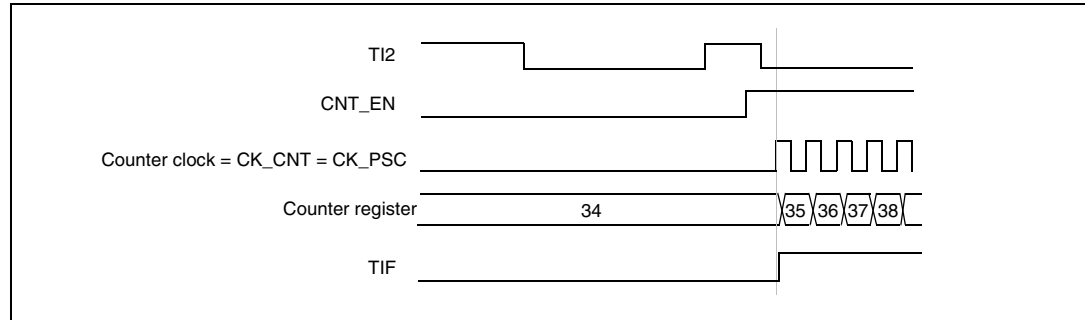 TI2
CNT_EN
Counter clock = CK_CNT = CK_PSC
Counter register 34 35 36 37 38
TIF